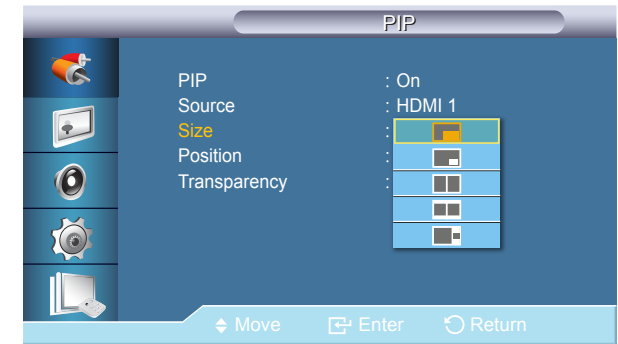 PIP
PIP : On
Source : HDMI 1
Size :
Position :
Transparency :
Move Enter Return